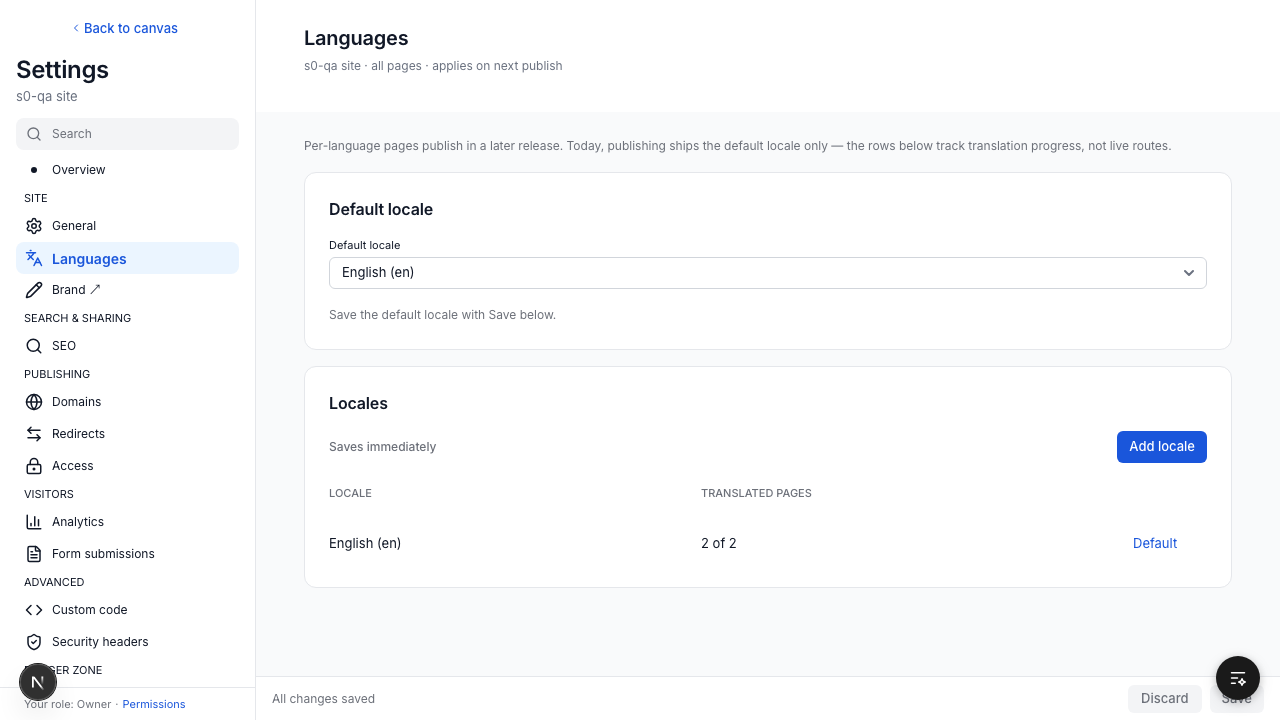 Back to canvas
Settings
s0-qa site
Search
Overview
SITE
General
Languages
Brand ↗
SEARCH & SHARING
SEO
PUBLISHING
Domains
Redirects
Access
VISITORS
Analytics
Form submissions
ADVANCED
Custom code
Security headers
ZONE
Your role: Owner · Permissions
Languages
s0-qa site · all pages · applies on next publish
Per-language pages publish in a later release. Today, publishing ships the default locale only — the rows below track translation progress, not live routes.
Default locale
Default locale
English (en)
Save the default locale with Save below.
Locales
Saves immediately
Add locale
LOCALE
TRANSLATED PAGES
English (en)
2 of 2
Default
All changes saved
Discard
Save
N